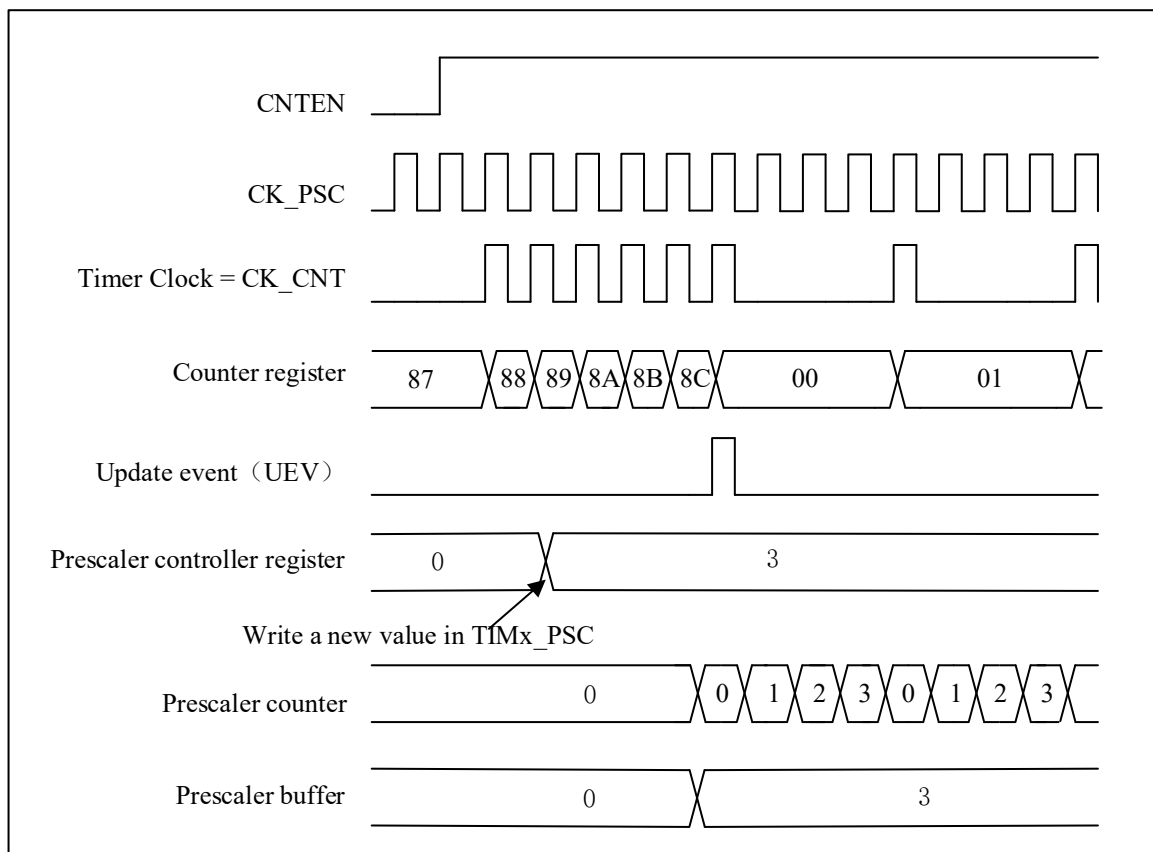 CNTEN
CK_PSC
Timer Clock = CK_CNT
Counter register 87 88 89 8A 8B 8C 00 01
Update event（UEV）
Prescaler controller register 0 3
Write a new value in TIMx_PSC
Prescaler counter 0 0 1 2 3 0 1 2 3
Prescaler buffer 0 3